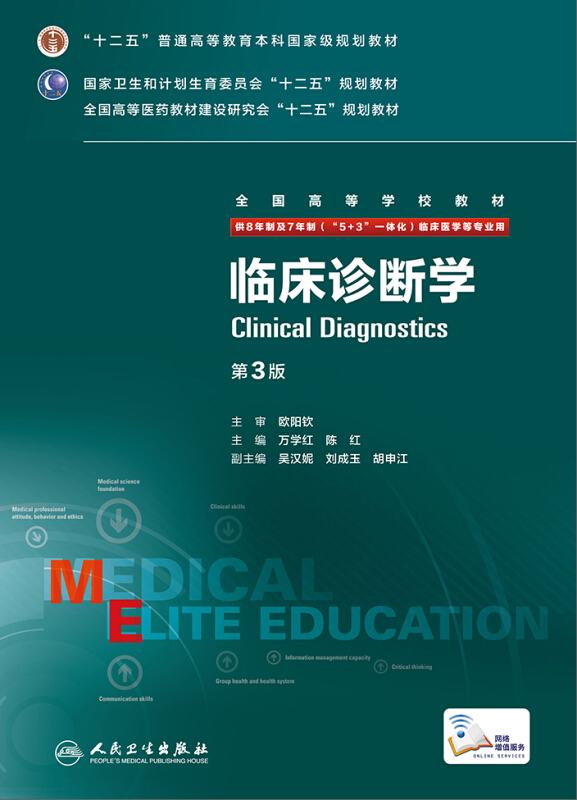 “十二五”普通高等教育本科国家级规划教材
国家卫生和计划生育委员会“十二五”规划教材
全国高等医药教材建设研究会“十二五”规划教材
全国高等学校教材
供8年制及7年制（“5+3”一体化）临床医学等专业用
临床诊断学
Clinical Diagnostics
第3版
主审 欧阳钦
主编 万学红 陈红
副主编 吴汉妮 刘成玉 胡申江
Medical science
foundation
Medical professional
attitude, behavior and ethics
Clinical skills
MEDICAL
ELITE EDUCATION
Information management capacity
Critical thinking
Group health and health system
Communication skills
人民卫生出版社
PEOPLE'S MEDICAL PUBLISHING HOUSE
网络
增值服务
ONLINE SERVICES